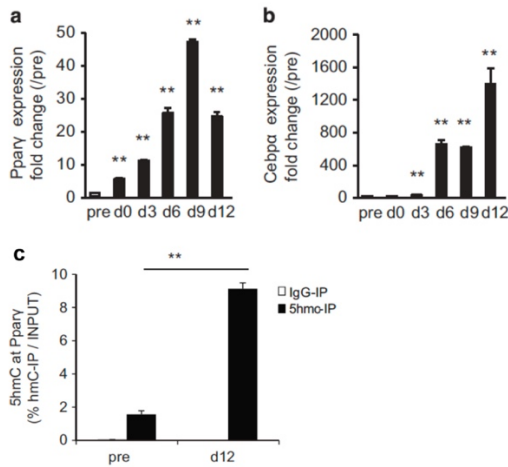 a
Pparγ expression
fold change (/pre)
50
40
30
20
10
0
**
**
**
**
**
pre d0 d3 d6 d9 d12
b
Cebpα expression
fold change (/pre)
2000
1600
1200
800
400
0
**
**
**
**
pre d0 d3 d6 d9 d12
c
5hmC at Pparγ
(% hmC-IP / INPUT)
10
8
6
4
2
0
**
IgG-IP
5hmc-IP
pre
d12